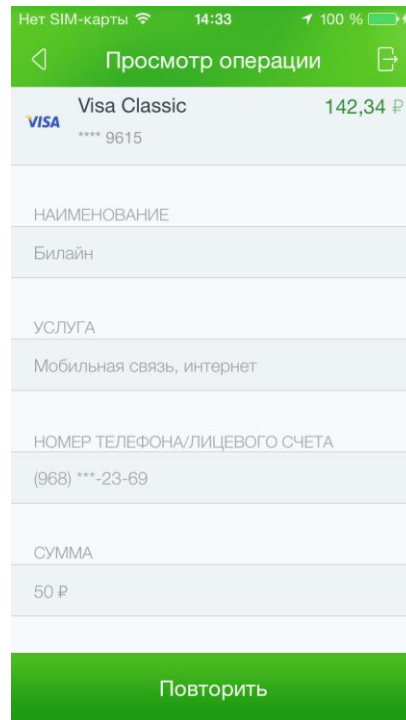 Нет SIM-карты 14:33 100 %
Просмотр операции
Visa Classic 142,34 ₽
VISA
**** 9615
НАИМЕНОВАНИЕ
Билайн
УСЛУГА
Мобильная связь, интернет
НОМЕР ТЕЛЕФОНА/ЛИЦЕВОГО СЧЕТА
(968) ***-23-69
СУММА
50 ₽
Повторить